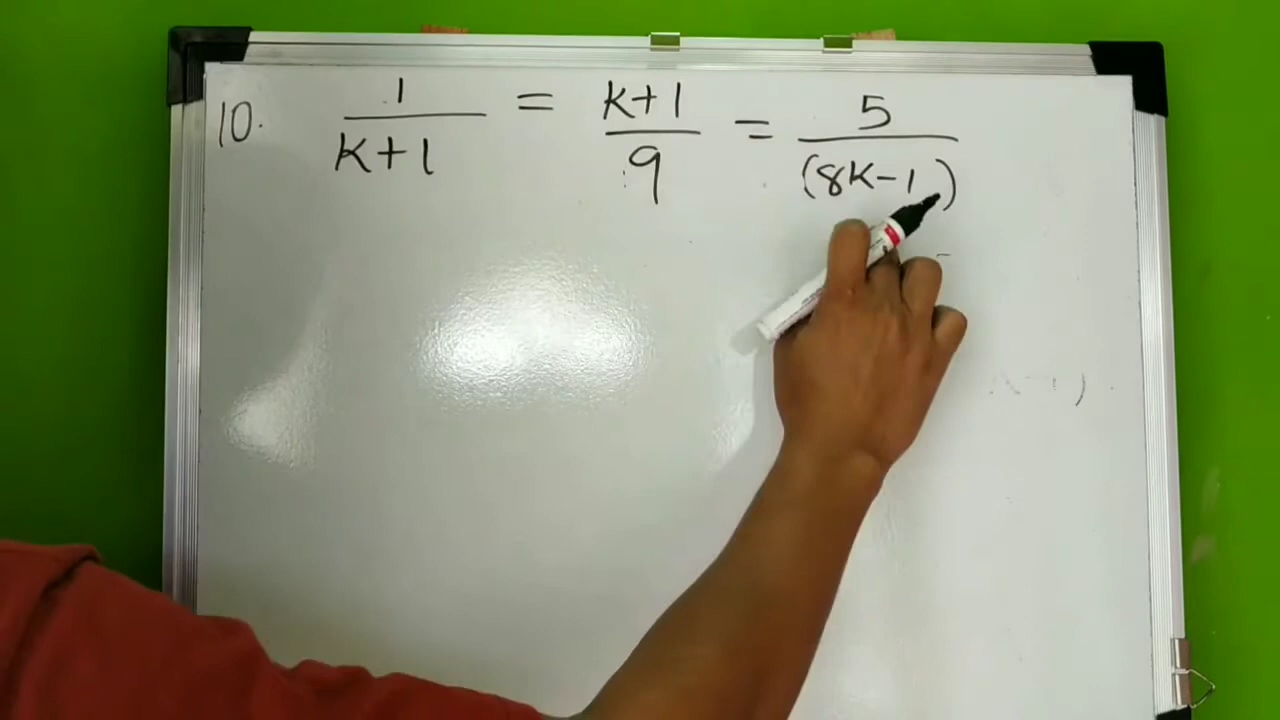 10. 1/(k+1) = (k+1)/9 = 5/(8k-1)